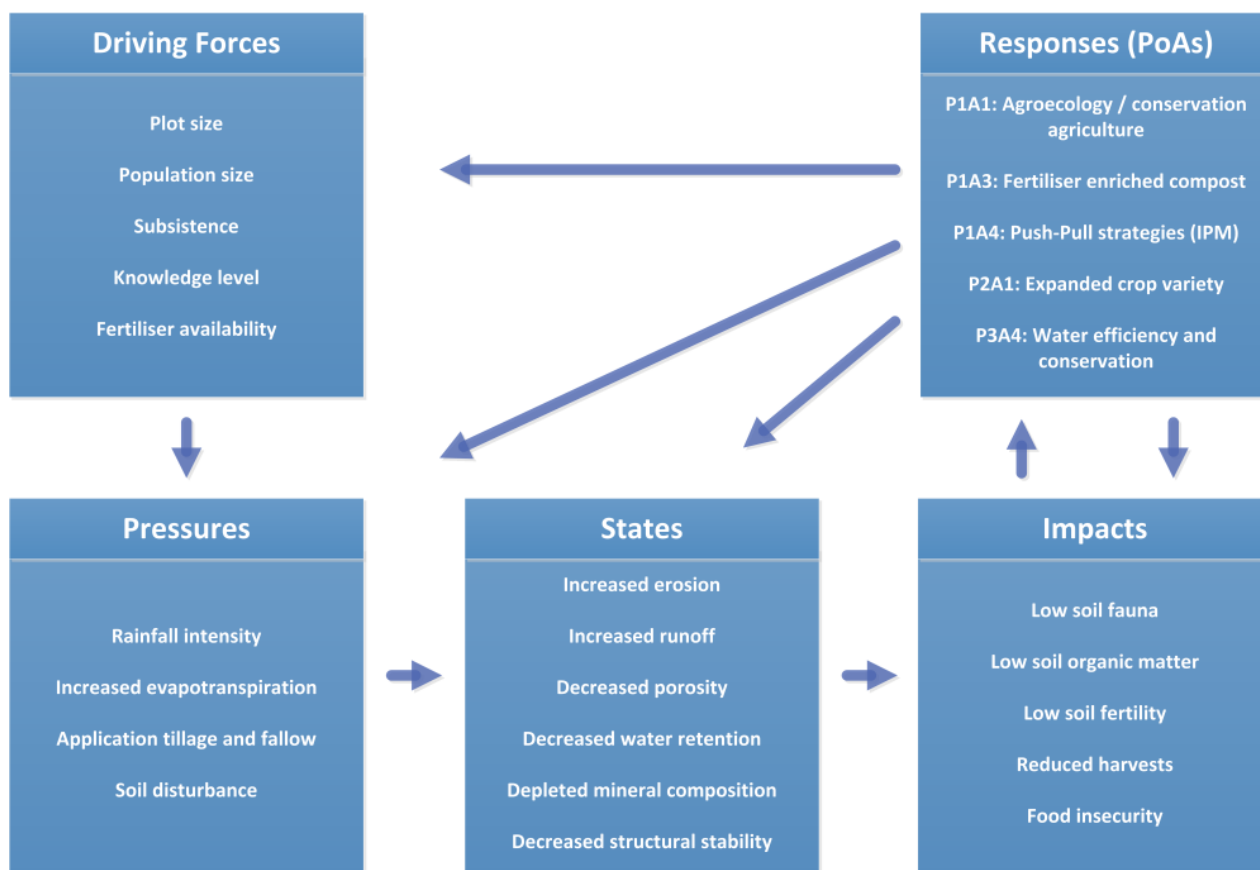 Driving Forces
Plot size
Population size
Subsistence
Knowledge level
Fertiliser availability
Responses (PoAs)
P1A1: Agroecology / conservation
agriculture
P1A3: Fertiliser enriched compost
P1A4: Push-Pull strategies (IPM)
P2A1: Expanded crop variety
P3A4: Water efficiency and
conservation
Pressures
Rainfall intensity
Increased evapotranspiration
Application tillage and fallow
Soil disturbance
States
Increased erosion
Increased runoff
Decreased porosity
Decreased water retention
Depleted mineral composition
Decreased structural stability
Impacts
Low soil fauna
Low soil organic matter
Low soil fertility
Reduced harvests
Food insecurity